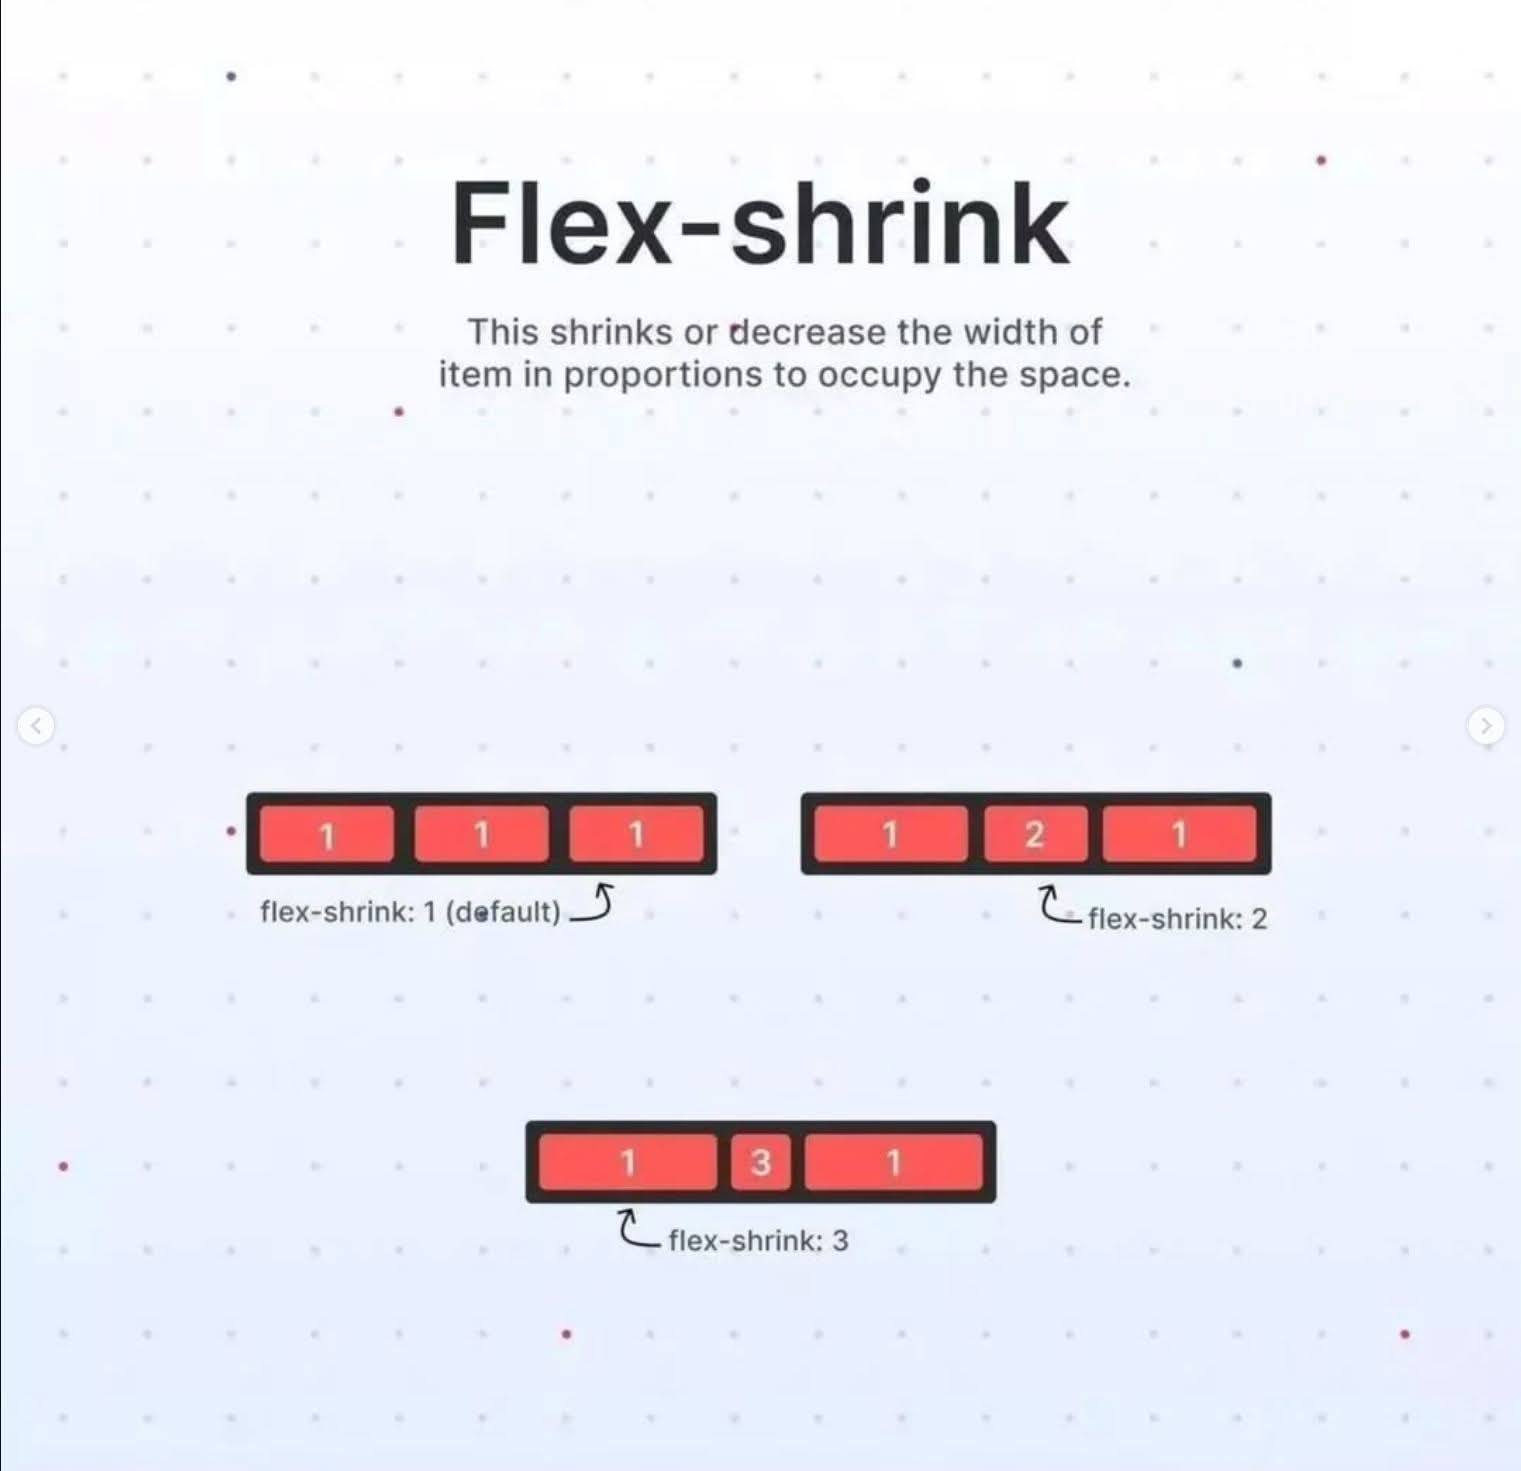 Flex-shrink
This shrinks or decrease the width of
item in proportions to occupy the space.
1 1 1
flex-shrink: 1 (default)
1 2 1
flex-shrink: 2
1 3 1
flex-shrink: 3